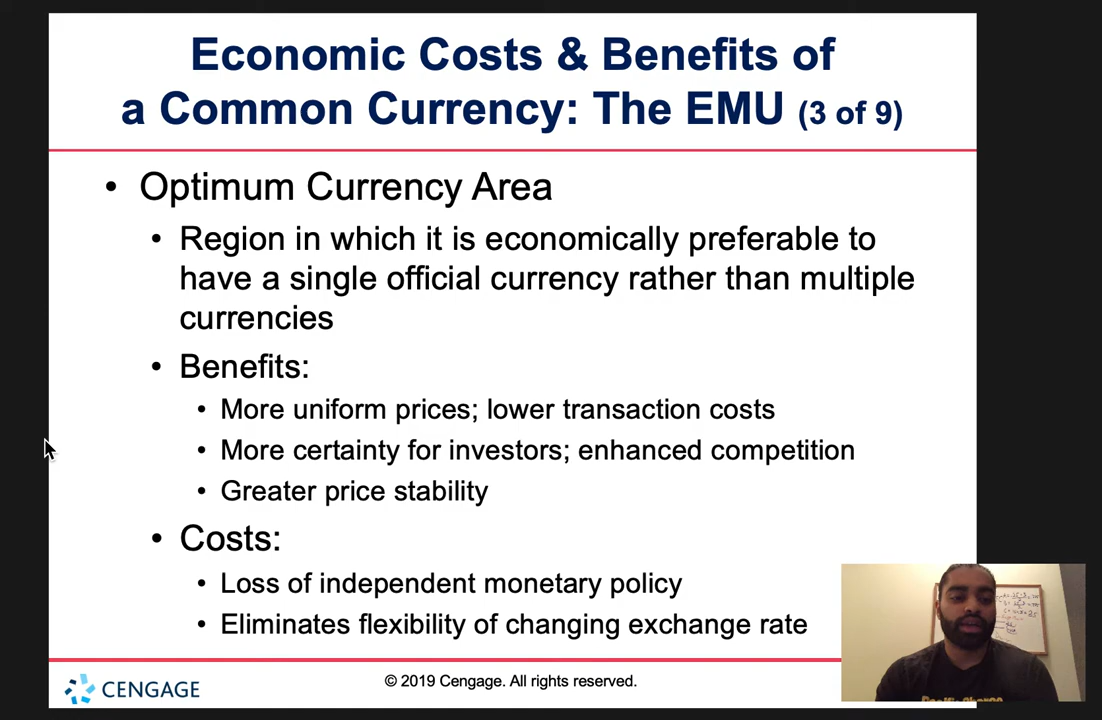 Economic Costs & Benefits of
a Common Currency: The EMU (3 of 9)
• Optimum Currency Area
• Region in which it is economically preferable to
have a single official currency rather than multiple
currencies
• Benefits:
• More uniform prices; lower transaction costs
• More certainty for investors; enhanced competition
• Greater price stability
• Costs:
• Loss of independent monetary policy
• Eliminates flexibility of changing exchange rate
CENGAGE
© 2019 Cengage. All rights reserved.